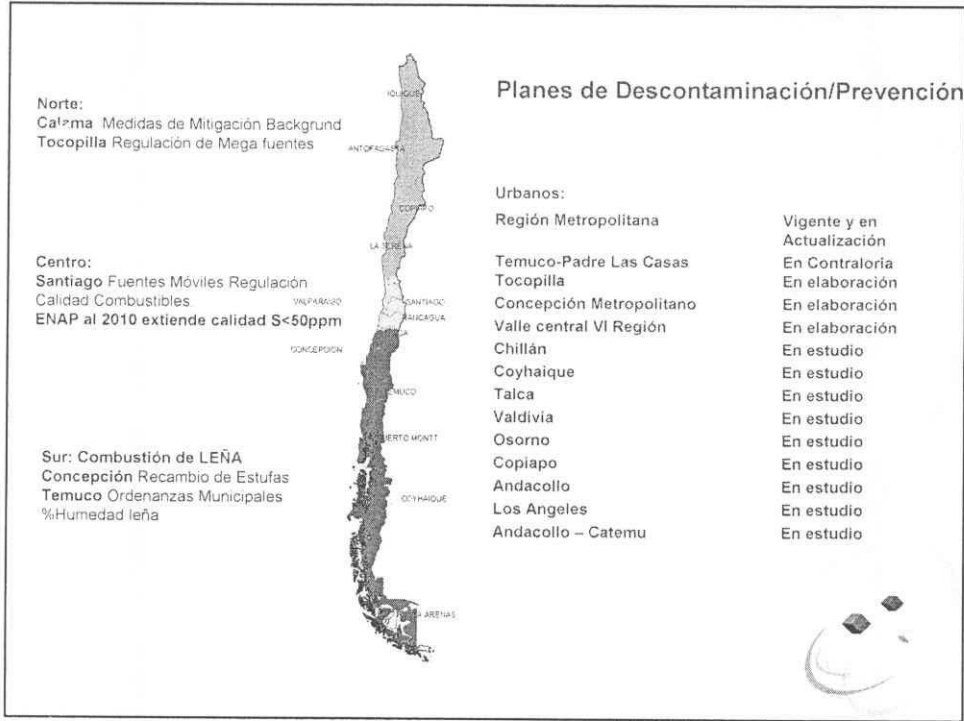 Planes de Descontaminación/Prevención
Norte:
Calama Medidas de Mitigación Backgrund
Tocopilla Regulación de Mega fuentes
Centro:
Santiago Fuentes Móviles Regulación
Calidad Combustibles
ENAP al 2010 extiende calidad S<50ppm
Sur: Combustión de LEÑA
Concepción Recambio de Estufas
Temuco Ordenanzas Municipales
%Humedad leña
IQUIQUE
ANTOFAGASTA
COPIAPO
LA SERENA
VALPARAISO
SANTIAGO
RANCAGUA
CONCEPCION
TEMUCO
PUERTO MONTT
COYHAIQUE
ARENAS
Urbanos:
Región Metropolitana Vigente y en
Actualización
Temuco-Padre Las Casas En Contraloria
Tocopilla En elaboración
Concepción Metropolitano En elaboración
Valle central VI Región En elaboración
Chillán En estudio
Coyhaique En estudio
Talca En estudio
Valdivia En estudio
Osorno En estudio
Copiapo En estudio
Andacollo En estudio
Los Angeles En estudio
Andacollo – Catemu En estudio